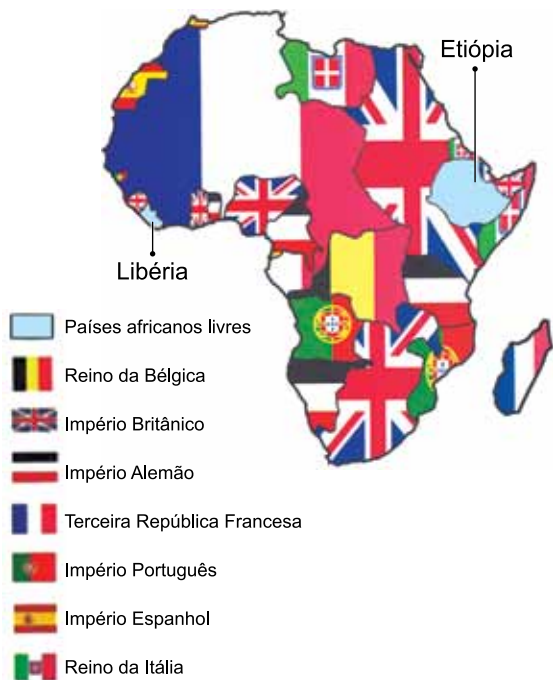 Etiópia
Libéria
Países africanos livres
Reino da Bélgica
Império Britânico
Império Alemão
Terceira República Francesa
Império Português
Império Espanhol
Reino da Itália